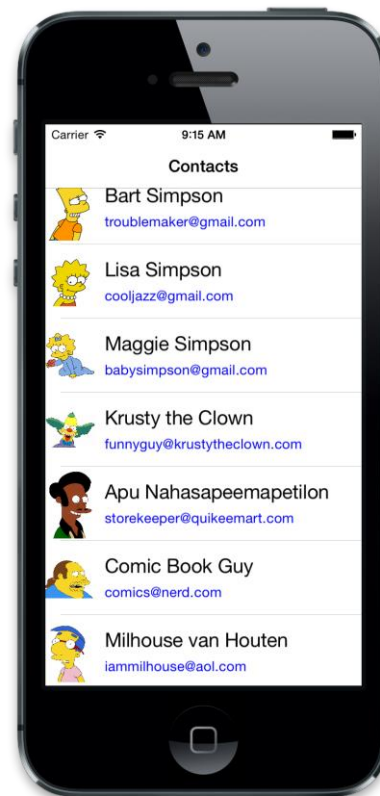 Carrier 9:15 AM
Contacts
Bart Simpson
troublemaker@gmail.com
Lisa Simpson
cooljazz@gmail.com
Maggie Simpson
babysimpson@gmail.com
Krusty the Clown
funnyguy@krustytheclown.com
Apu Nahasapeemapetilon
storekeeper@quikeemart.com
Comic Book Guy
comics@nerd.com
Milhouse van Houten
iammilhouse@aol.com